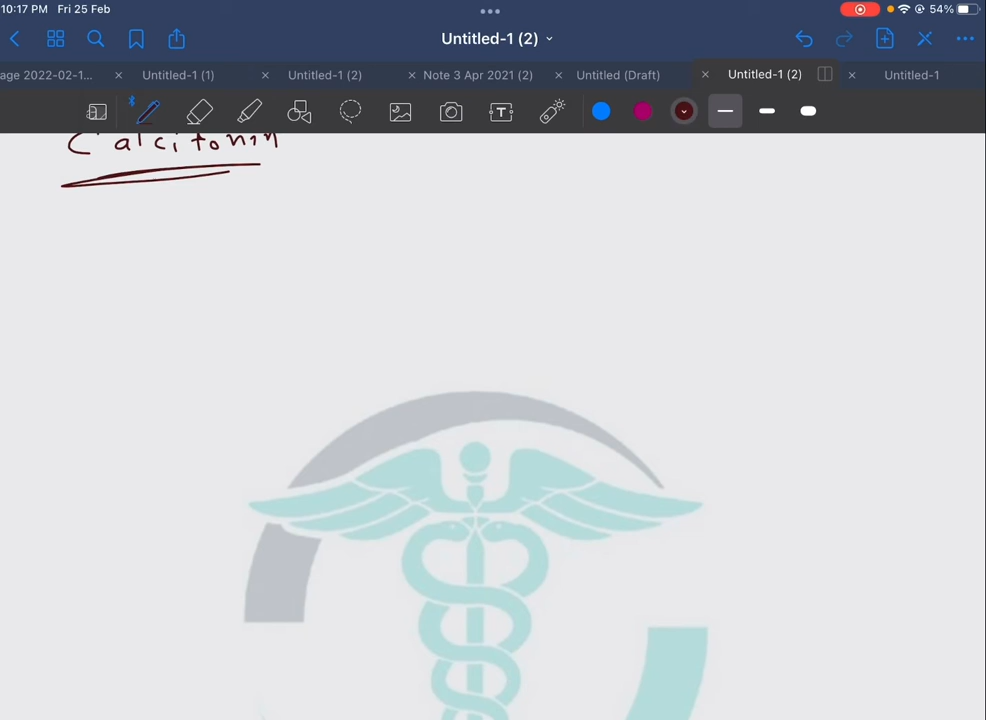 10:17 PM Fri 25 Feb
54%
Untitled-1 (2)
age 2022-02-1...
Untitled-1 (1)
Untitled-1 (2)
Note 3 Apr 2021 (2)
Untitled (Draft)
Untitled-1 (2)
Untitled-1
Calcitonin